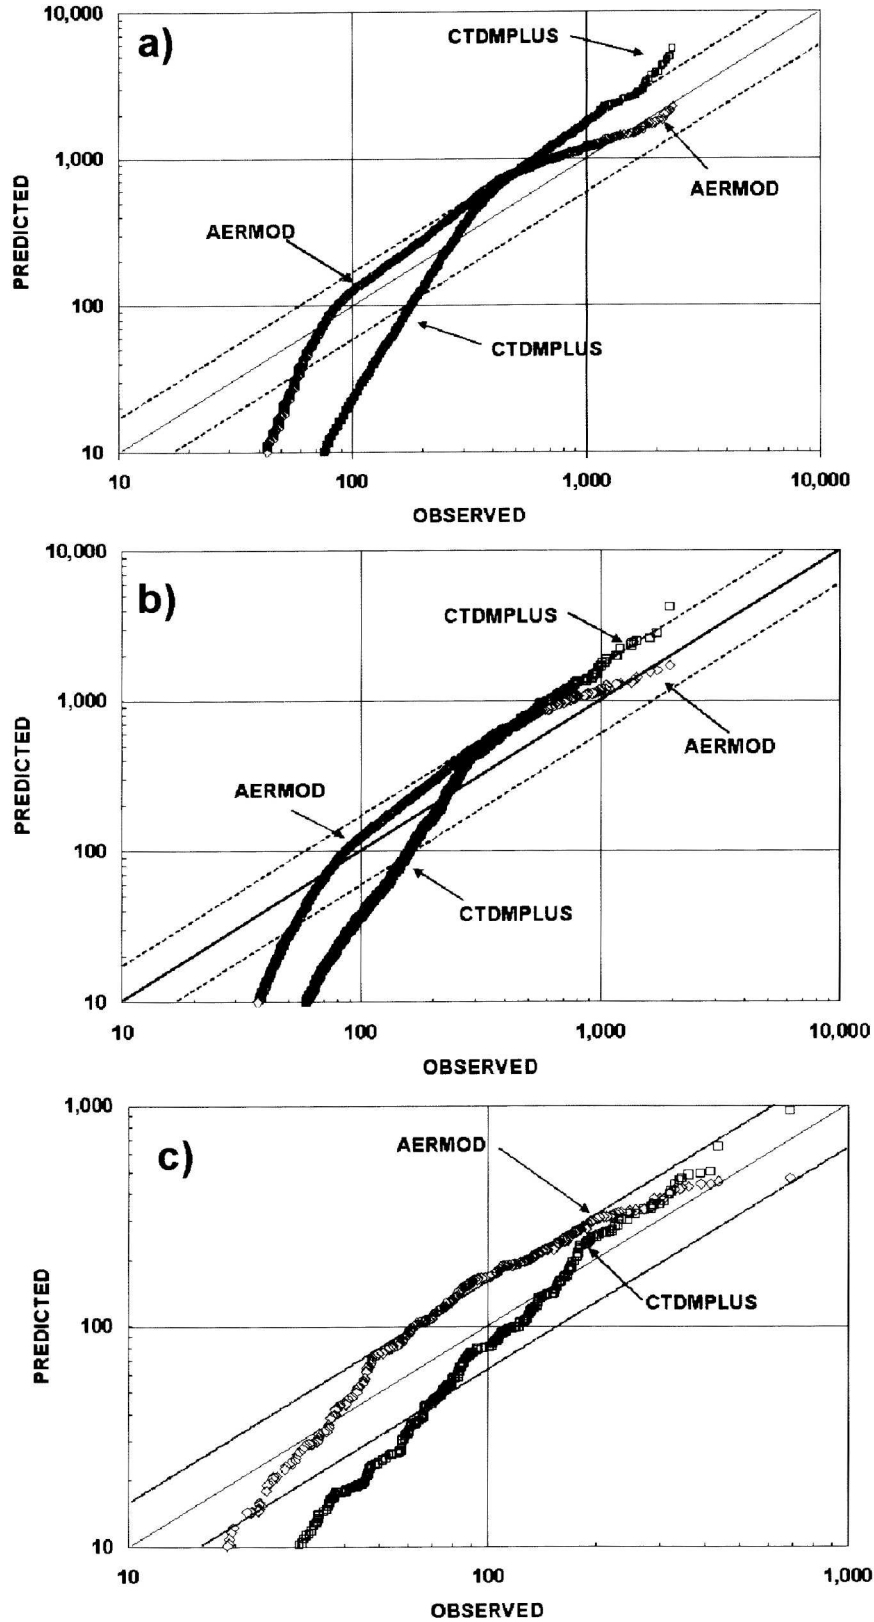 10,000
a)
CTDMPLUS
1,000
AERMOD
AERMOD
PREDICTED
100
CTDMPLUS
10
10
100
1,000
10,000
OBSERVED
10,000
b)
CTDMPLUS
1,000
AERMOD
AERMOD
PREDICTED
100
CTDMPLUS
10
10
100
1,000
10,000
OBSERVED
1,000
c)
AERMOD
CTDMPLUS
PREDICTED
100
10
10
100
1,000
OBSERVED